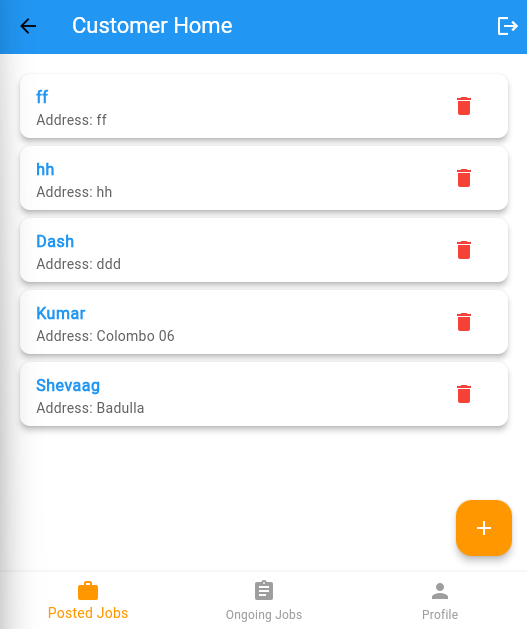 Customer Home
ff
Address: ff
hh
Address: hh
Dash
Address: ddd
Kumar
Address: Colombo 06
Shevaag
Address: Badulla
Posted Jobs
Ongoing Jobs
Profile